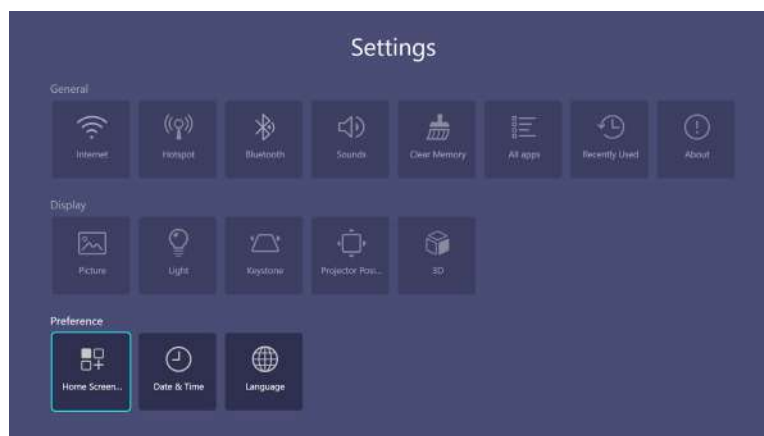 Settings
General
Internet Hotspot Bluetooth Sounds Clear Memory All apps Recently Used About
Display
Picture Light Keystone Projector Posi... 3D
Preference
Home Screen... Date & Time Language